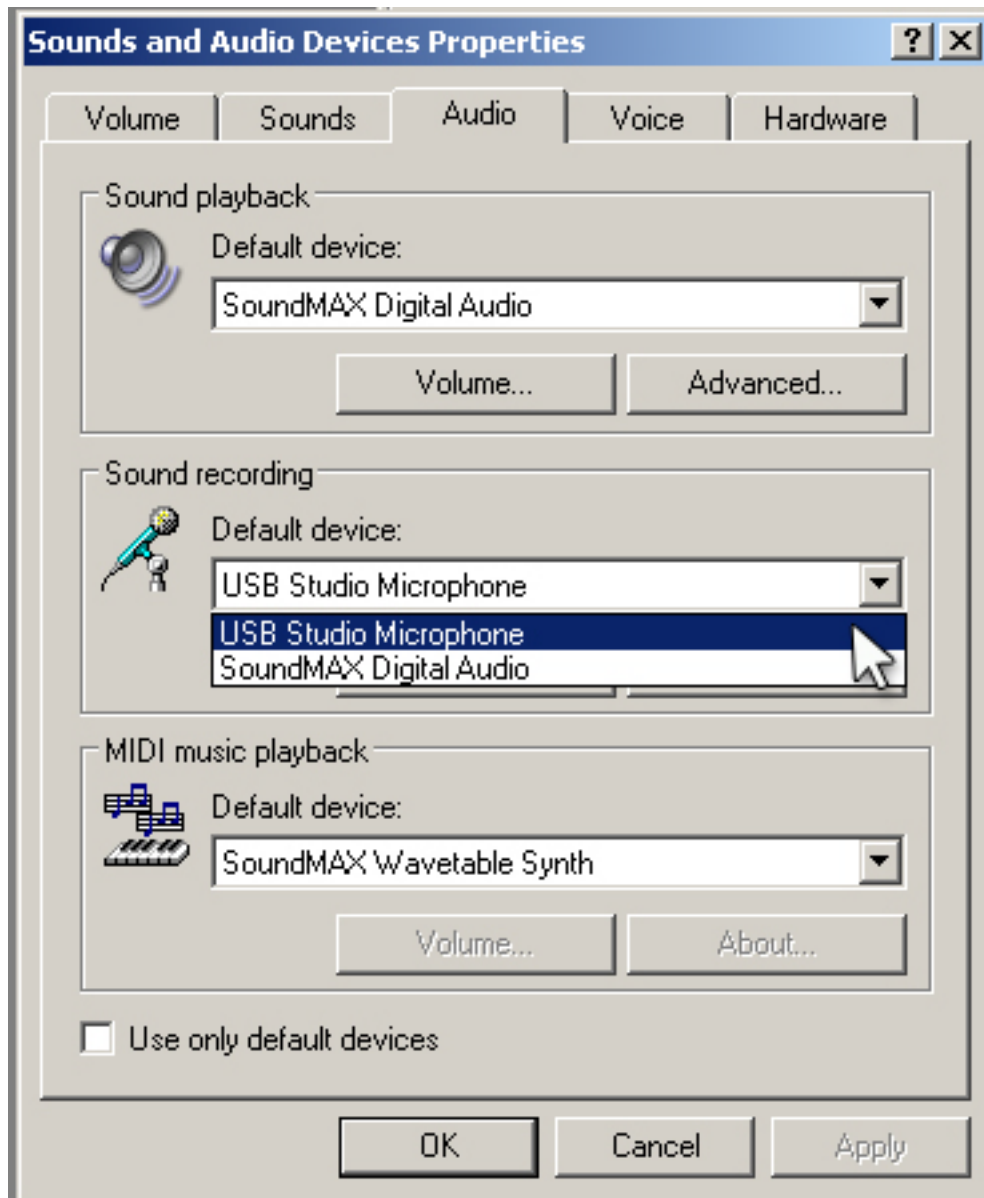 Sounds and Audio Devices Properties
Volume Sounds Audio Voice Hardware
Sound playback
Default device:
SoundMAX Digital Audio
Volume... Advanced...
Sound recording
Default device:
USB Studio Microphone
USB Studio Microphone
SoundMAX Digital Audio
MIDI music playback
Default device:
SoundMAX Wavetable Synth
Volume... About...
Use only default devices
OK Cancel Apply